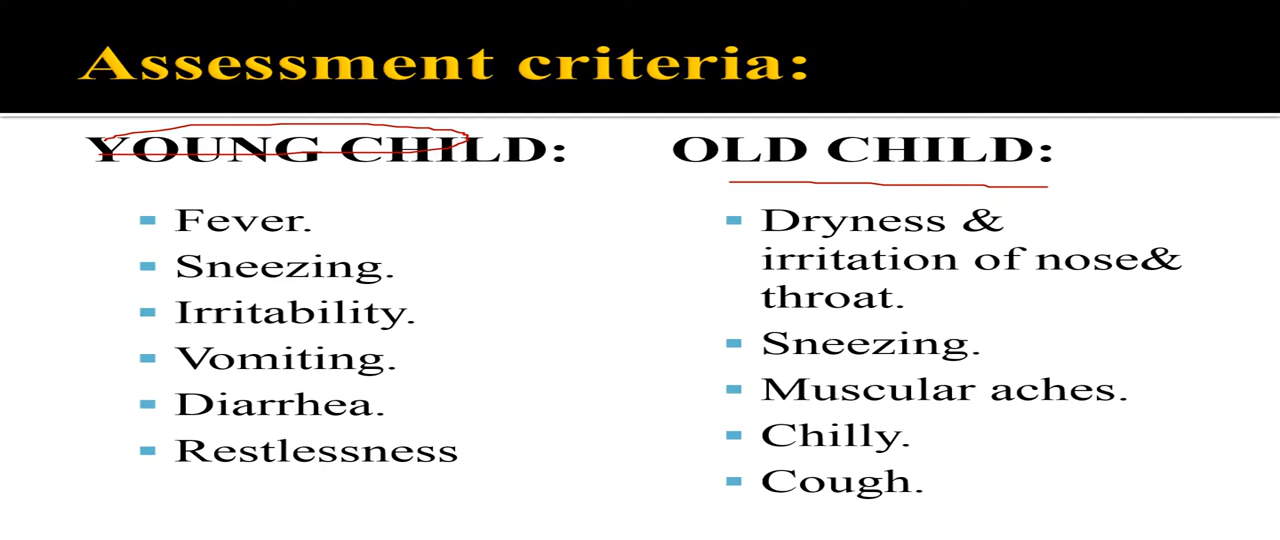 Assessment criteria:
YOUNG CHILD:
Fever.
Sneezing.
Irritability.
Vomiting.
Diarrhea.
Restlessness
OLD CHILD:
Dryness &
irritation of nose&
throat.
Sneezing.
Muscular aches.
Chilly.
Cough.